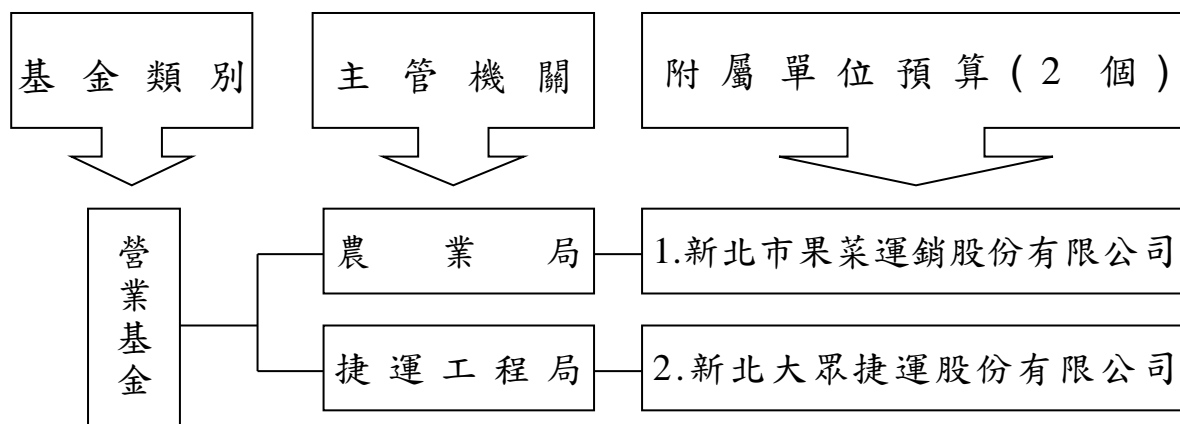 基金類別
主管機關
附屬單位預算(2 個)
營業基金
農業局
1.新北市果菜運銷股份有限公司
捷運工程局
2.新北大眾捷運股份有限公司